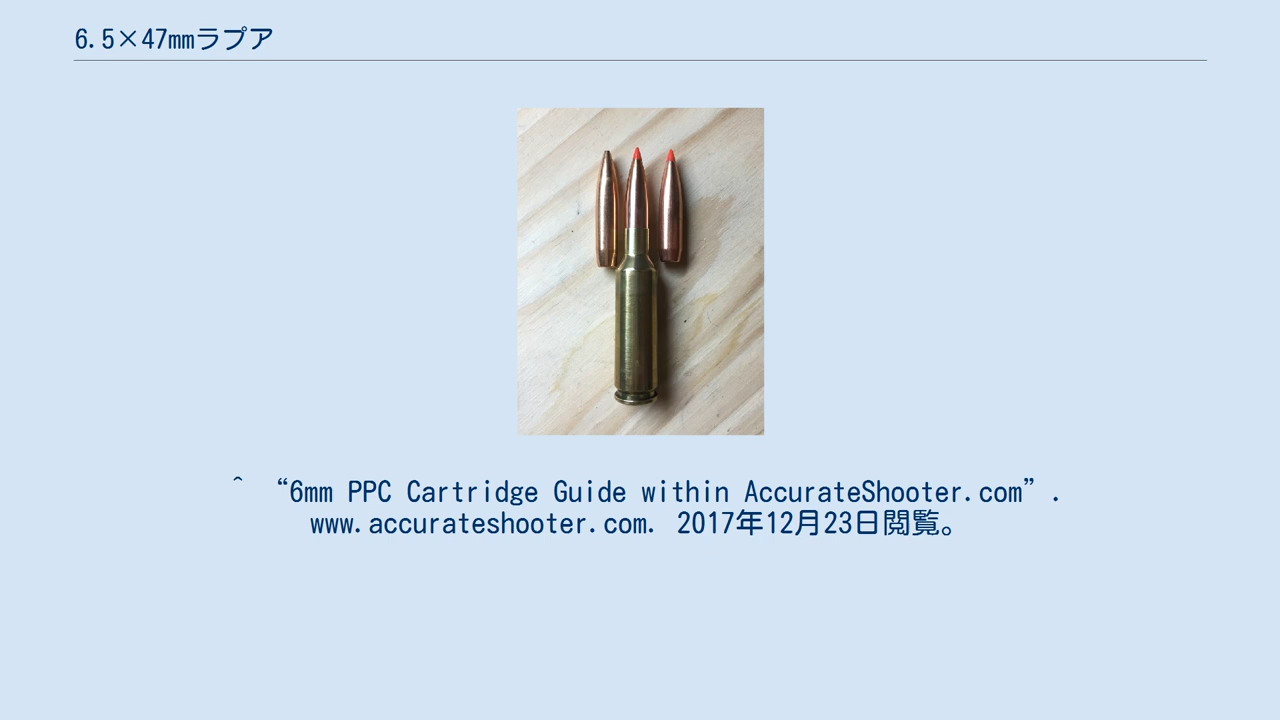 6.5×47mmラプア
^ “6mm PPC Cartridge Guide within AccurateShooter.com”.
www.accurateshooter.com. 2017年12月23日閲覧。